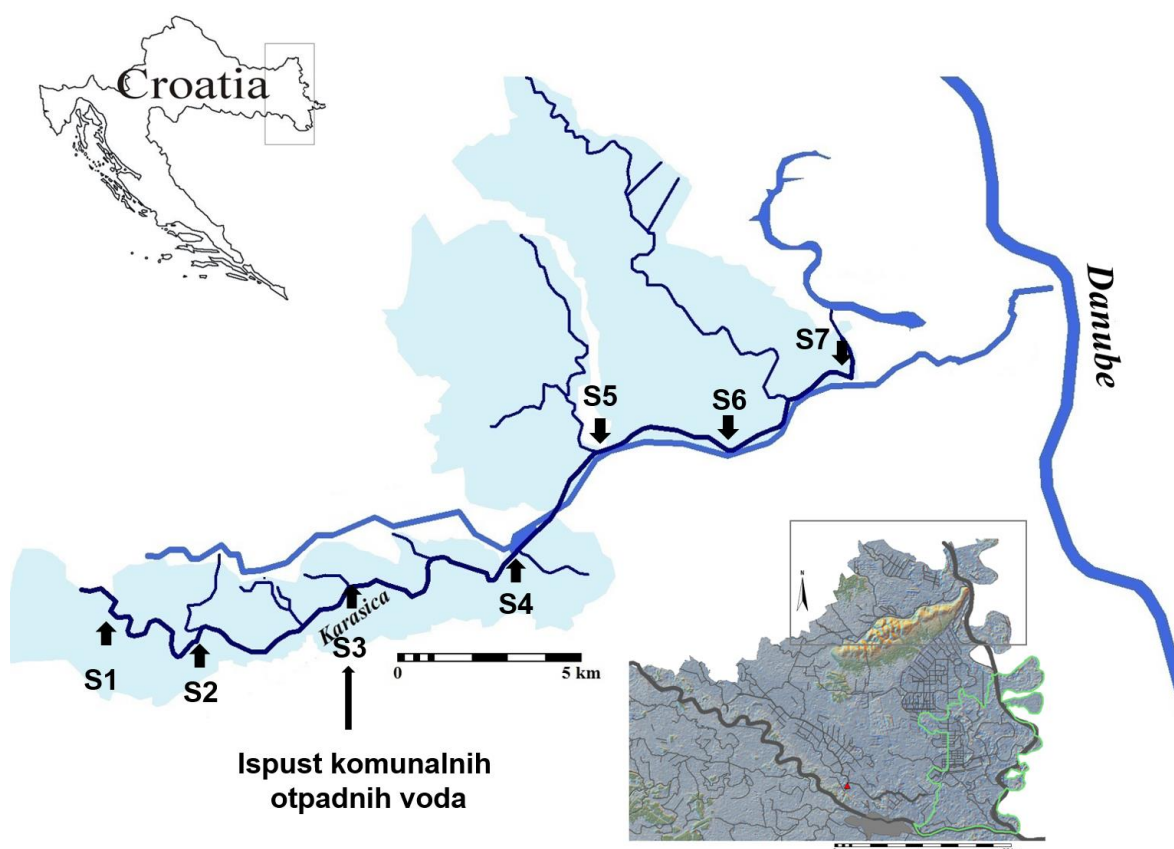 Croatia
Danube
S7
S5
S6
Karasica
S4
S3
S1
S2
0
5 km
Ispust komunalnih
otpadnih voda
N